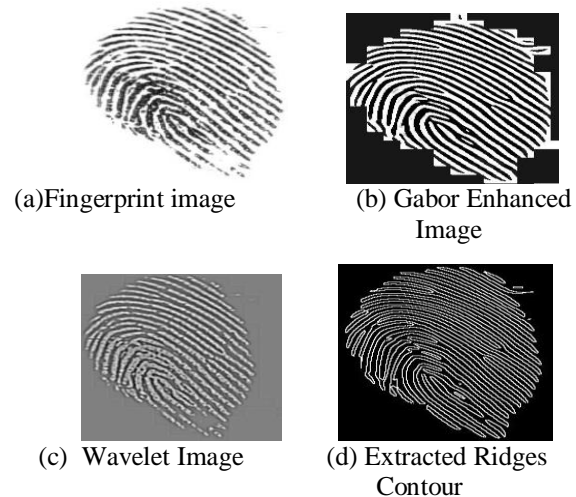 (a)Fingerprint image
(b) Gabor Enhanced
Image
(c) Wavelet Image
(d) Extracted Ridges
Contour